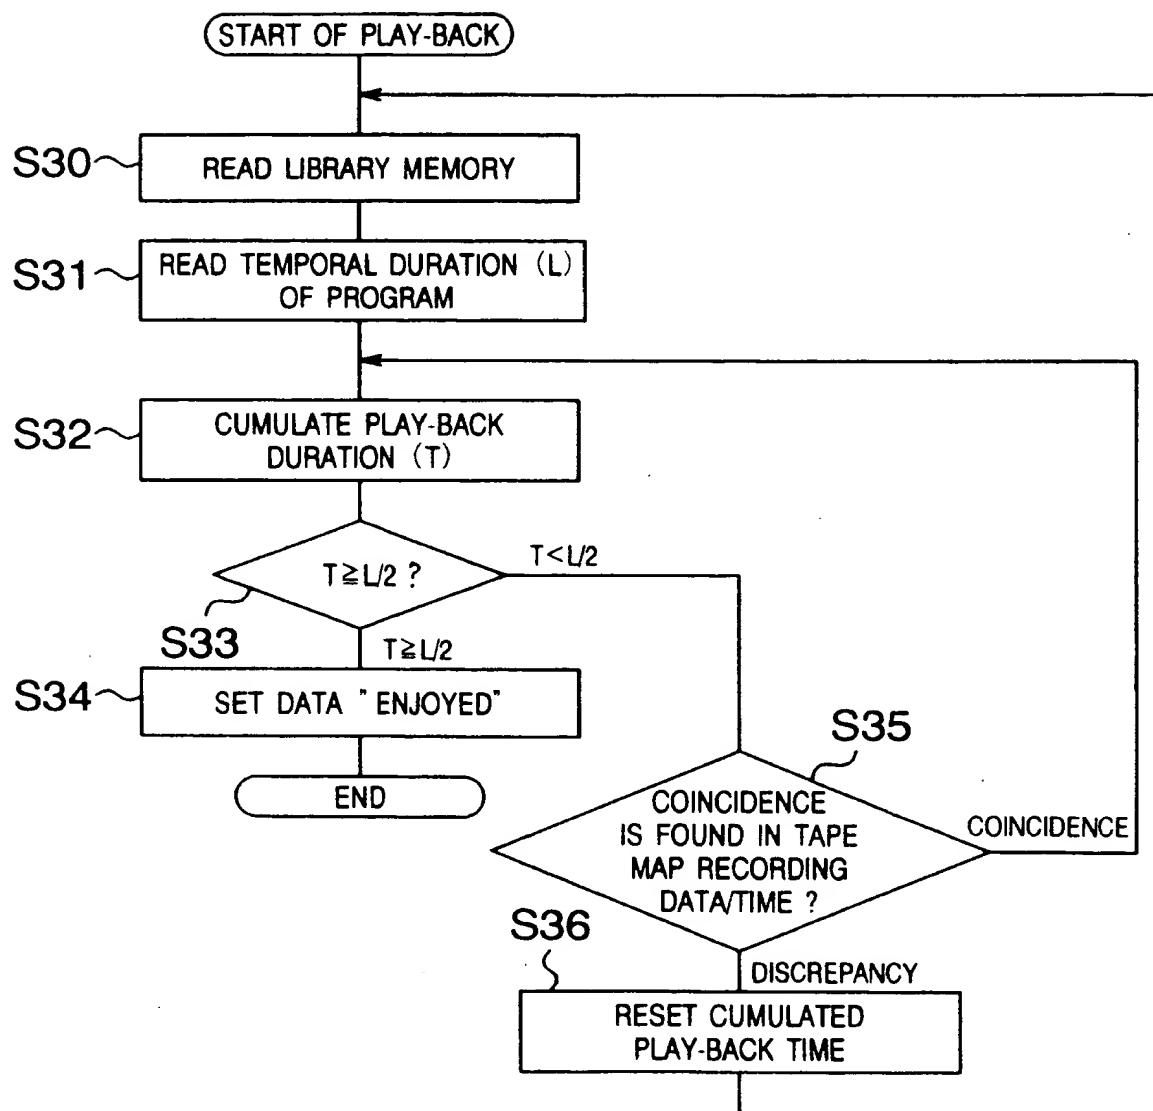 START OF PLAY-BACK
S30
READ LIBRARY MEMORY
S31
READ TEMPORAL DURATION (L)
OF PROGRAM
S32
CUMULATE PLAY-BACK
DURATION (T)
T≧L/2 ?
T<L/2
S33
T≧L/2
S34
SET DATA "ENJOYED"
END
S35
COINCIDENCE
IS FOUND IN TAPE
MAP RECORDING
DATA/TIME ?
COINCIDENCE
S36
DISCREPANCY
RESET CUMULATED
PLAY-BACK TIME